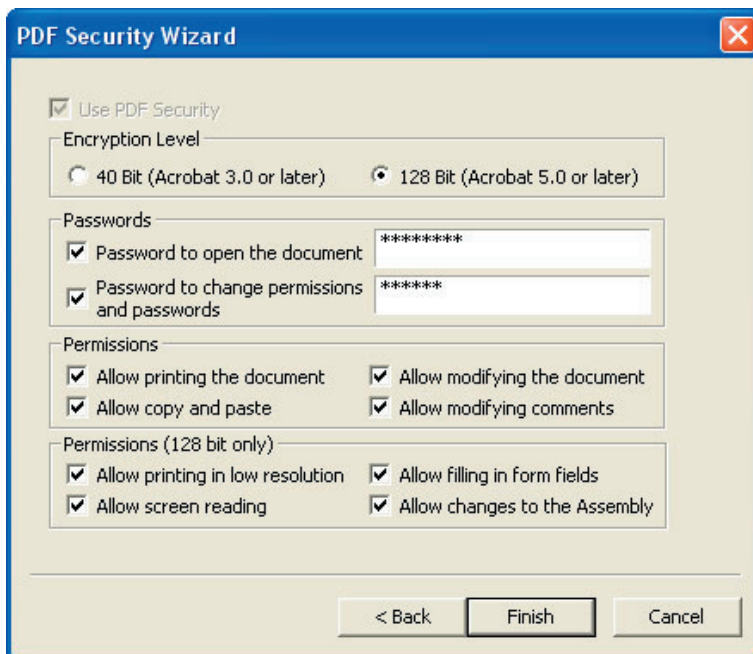 PDF Security Wizard
Use PDF Security
Encryption Level
40 Bit (Acrobat 3.0 or later) 128 Bit (Acrobat 5.0 or later)
Passwords
Password to open the document ********
Password to change permissions ******
and passwords
Permissions
Allow printing the document Allow modifying the document
Allow copy and paste Allow modifying comments
Permissions (128 bit only)
Allow printing in low resolution Allow filling in form fields
Allow screen reading Allow changes to the Assembly
< Back Finish Cancel